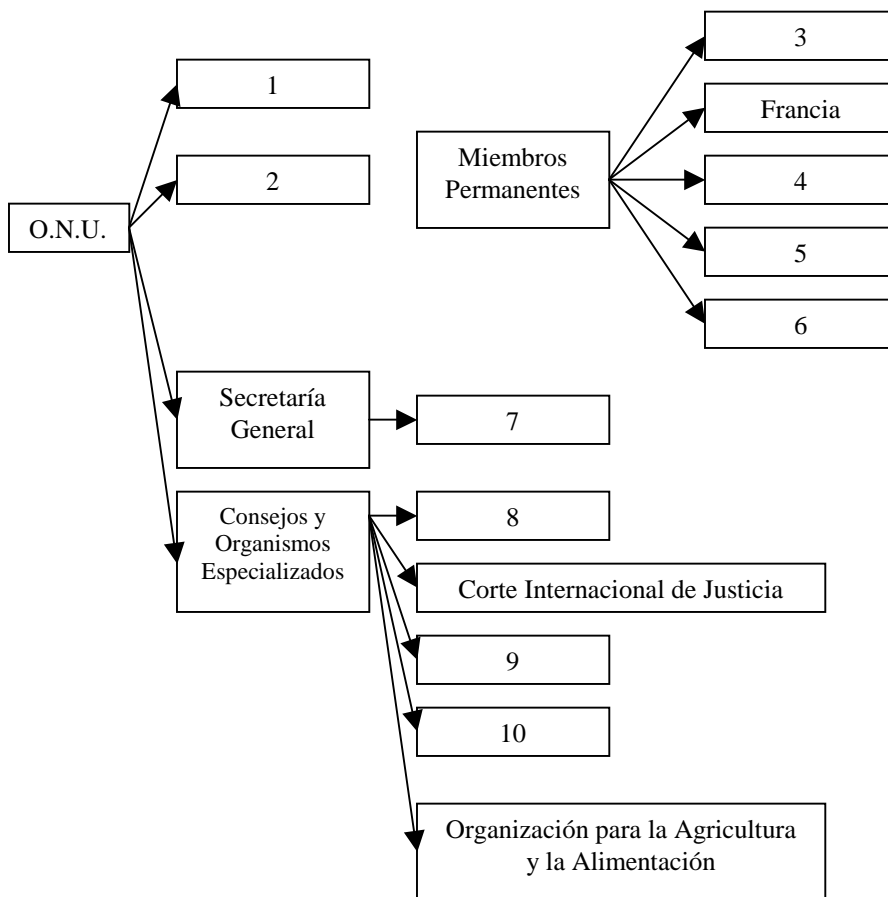 3
1
Francia
Miembros
Permanentes
2
4
O.N.U.
5
6
Secretaría
General
7
Consejos y
Organismos
Especializados
8
Corte Internacional de Justicia
9
10
Organización para la Agricultura
y la Alimentación